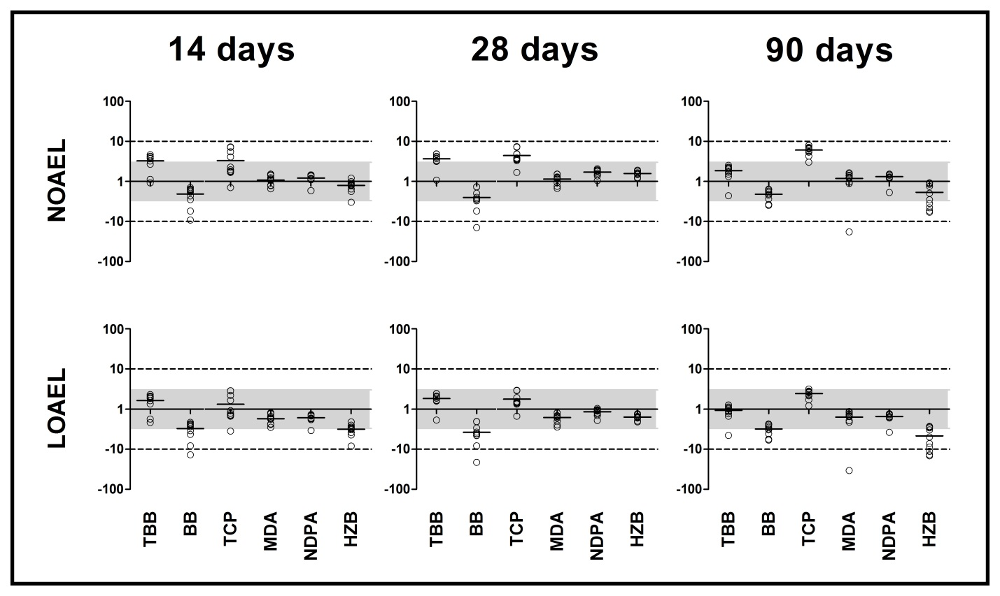 14 days 28 days 90 days
NOAEL
100 100 100
10 10 10
1 1 1
-10 -10 -10
-100 -100 -100
LOAEL
100 100 100
10 10 10
1 1 1
-10 -10 -10
-100 -100 -100
TBB BB TCP MDA NDPA HZB TBB BB TCP MDA NDPA HZB TBB BB TCP MDA NDPA HZB